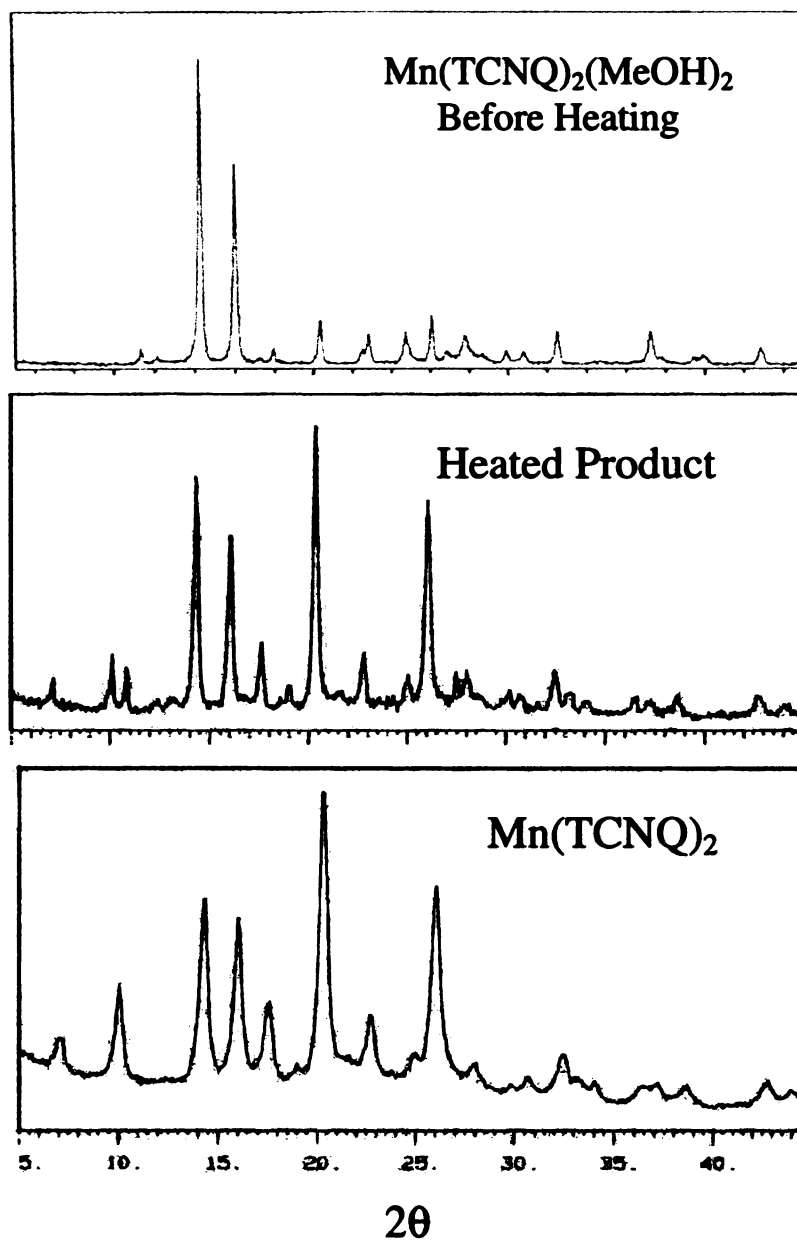 Mn(TCNQ)₂(MeOH)₂
Before Heating
Heated Product
Mn(TCNQ)₂
5. 10. 15. 20. 25. 30. 35. 40.
2θ